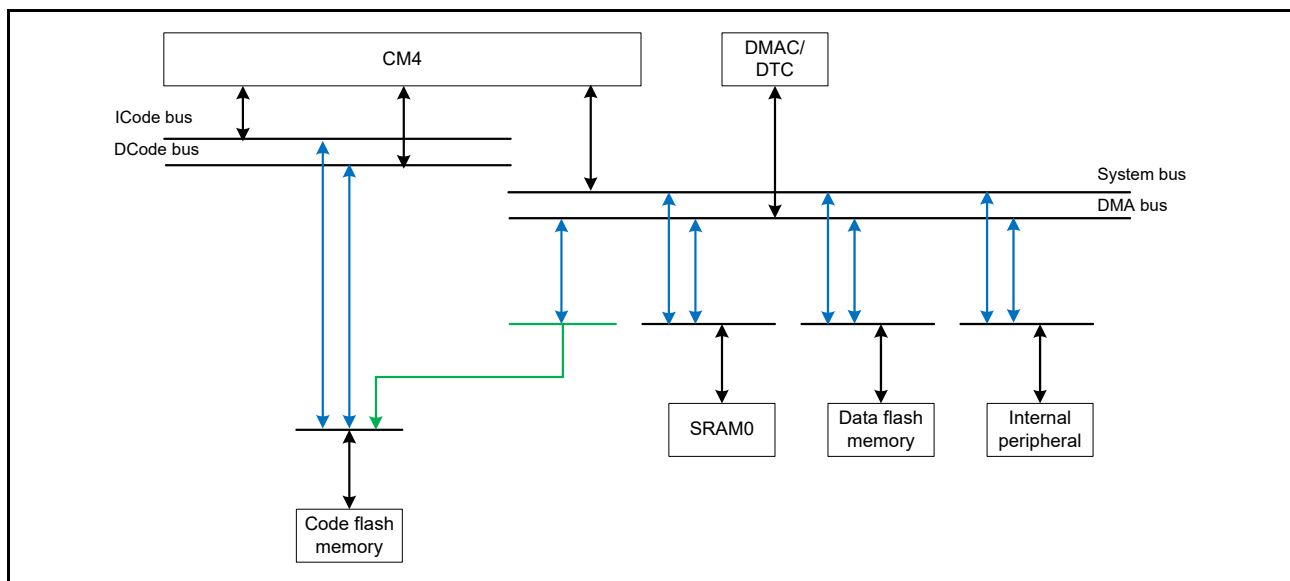 CM4
DMAC/
DTC
ICode bus
DCode bus
System bus
DMA bus
SRAM0
Data flash
memory
Internal
peripheral
Code flash
memory